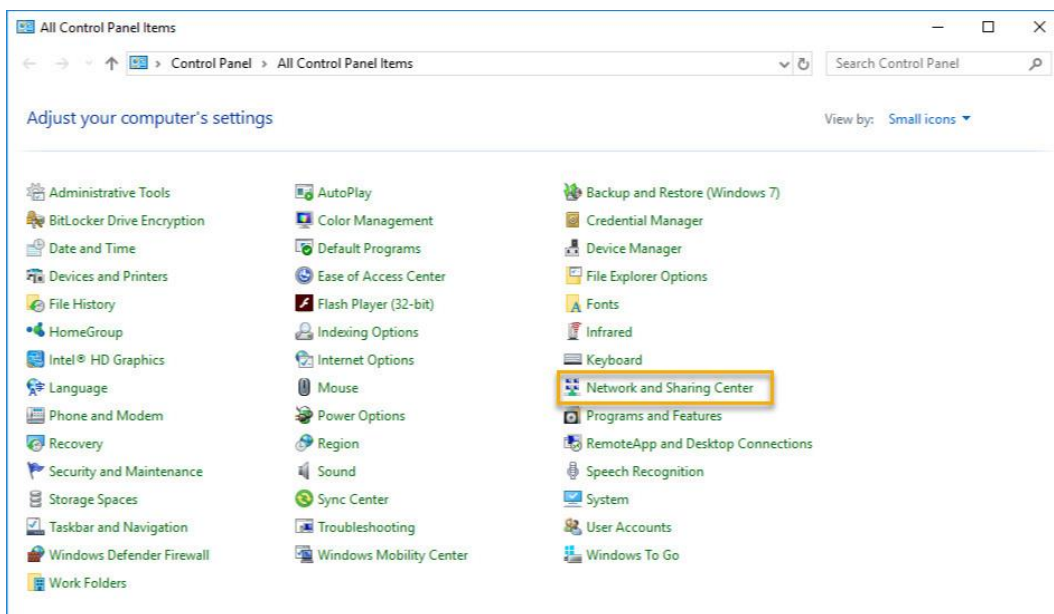 All Control Panel Items
Control Panel > All Control Panel Items
Search Control Panel
Adjust your computer's settings
View by: Small icons
Administrative Tools
AutoPlay
Backup and Restore (Windows 7)
BitLocker Drive Encryption
Color Management
Credential Manager
Date and Time
Default Programs
Device Manager
Devices and Printers
Ease of Access Center
File Explorer Options
File History
Flash Player (32-bit)
Fonts
HomeGroup
Indexing Options
Infrared
Intel® HD Graphics
Internet Options
Keyboard
Language
Mouse
Network and Sharing Center
Phone and Modem
Power Options
Programs and Features
Recovery
Region
RemoteApp and Desktop Connections
Security and Maintenance
Sound
Speech Recognition
Storage Spaces
Sync Center
System
Taskbar and Navigation
Troubleshooting
User Accounts
Windows Defender Firewall
Windows Mobility Center
Windows To Go
Work Folders